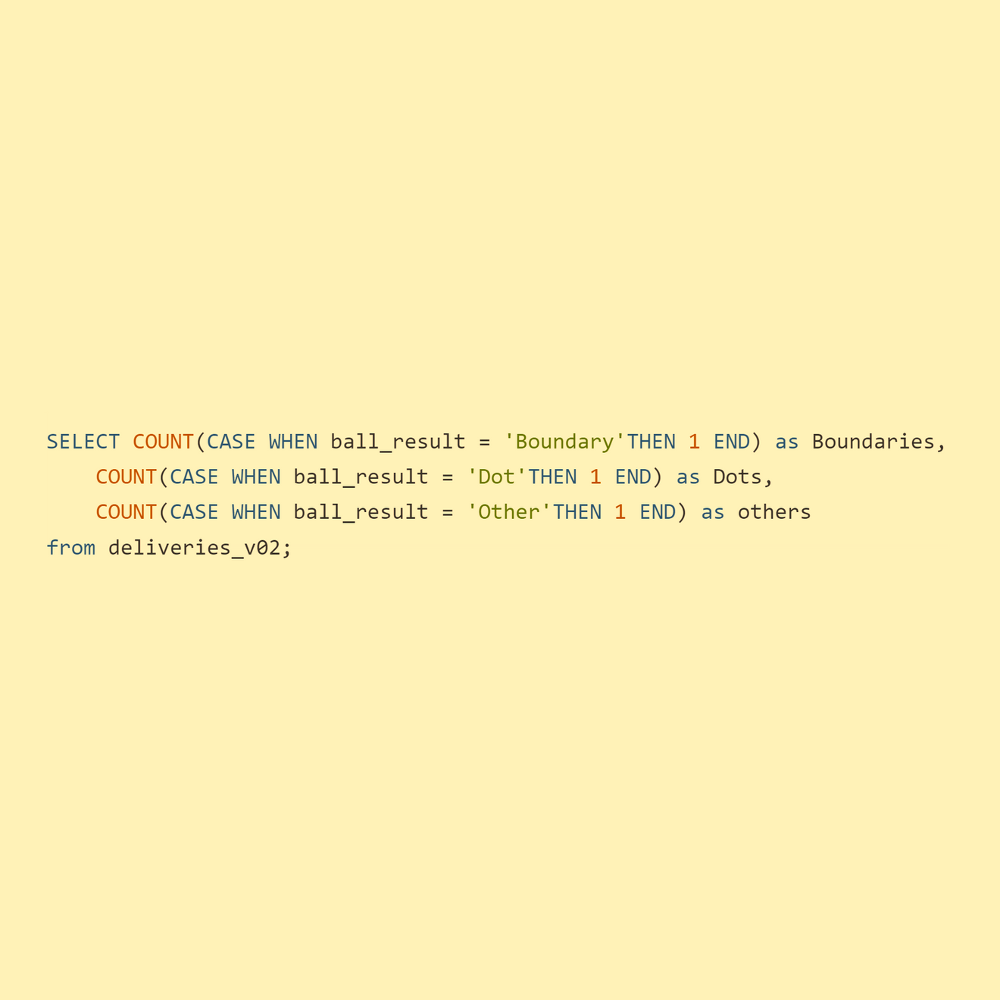 SELECT COUNT(CASE WHEN ball_result = 'Boundary'THEN 1 END) as Boundaries,
    COUNT(CASE WHEN ball_result = 'Dot'THEN 1 END) as Dots,
    COUNT(CASE WHEN ball_result = 'Other'THEN 1 END) as others
from deliveries_v02;